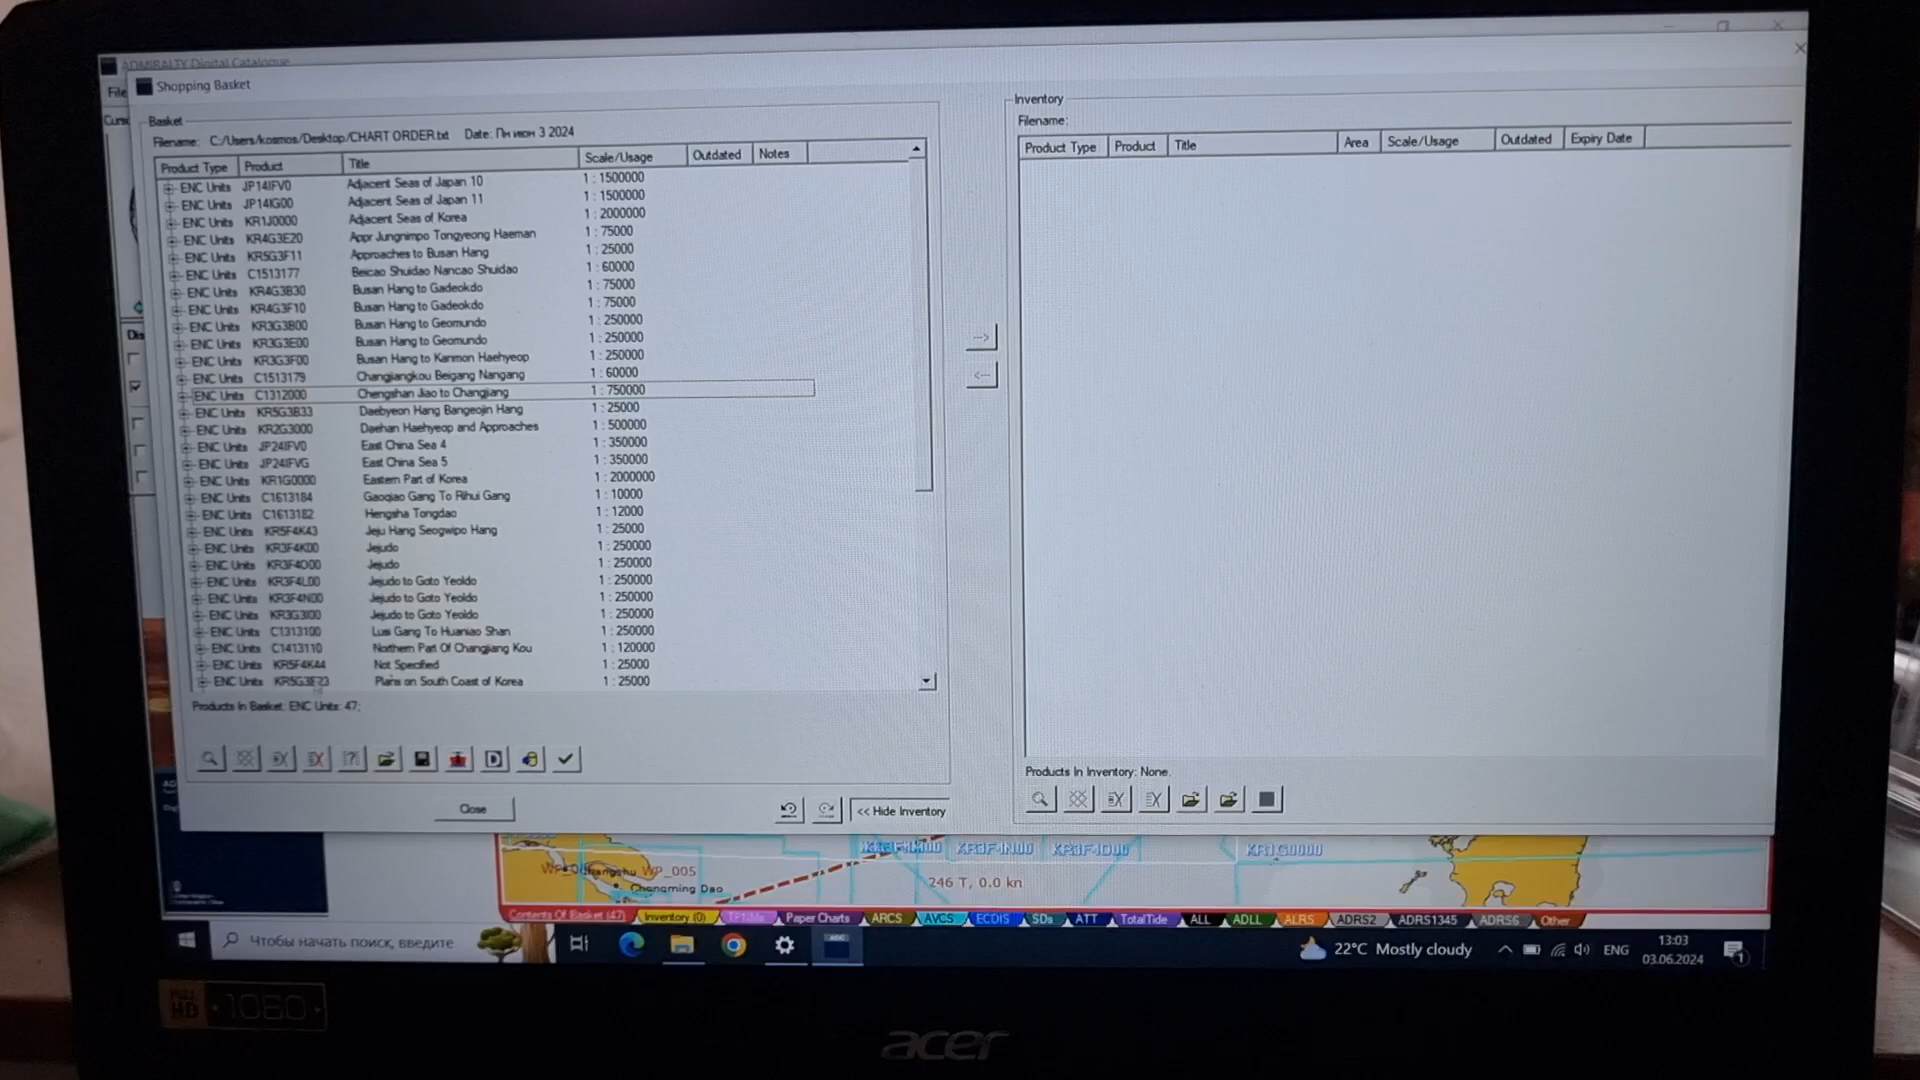 ADMIRALTY Digital Catalogue
File
Shopping Basket
Basket
Filename: C:/Users/kosmos/Desktop/CHART ORDER.txt Date: Пн июн 3 2024
Product Type Product Title Scale/Usage Outdated Notes
ENC Units JP14IFV0 Adjacent Seas of Japan 10 1 : 1500000
ENC Units JP14IG00 Adjacent Seas of Japan 11 1 : 1500000
ENC Units KR1J0000 Adjacent Seas of Korea 1 : 2000000
ENC Units KR4G3E20 Appr Jungnimpo Tongyeong Haeman 1 : 75000
ENC Units KR5G3F11 Approaches to Busan Hang 1 : 25000
ENC Units C1513177 Beicao Shuidao Nancao Shuidao 1 : 60000
ENC Units KR4G3B30 Busan Hang to Gadeokdo 1 : 75000
ENC Units KR4G3F10 Busan Hang to Gadeokdo 1 : 75000
ENC Units KR3G3B00 Busan Hang to Geomundo 1 : 250000
ENC Units KR3G3E00 Busan Hang to Geomundo 1 : 250000
ENC Units KR3G3F00 Busan Hang to Kanmon Haehyeop 1 : 250000
ENC Units C1513179 Changjiangkou Beigang Nangang 1 : 60000
ENC Units C1312000 Chengshan Jiao to Changjiang 1 : 750000
ENC Units KR5G3B33 Daebyeon Hang Bangeojin Hang 1 : 25000
ENC Units KR2G3000 Daehan Haehyeop and Approaches 1 : 500000
ENC Units JP24IFV0 East China Sea 4 1 : 350000
ENC Units JP24IFVG East China Sea 5 1 : 350000
ENC Units KR1G0000 Eastern Part of Korea 1 : 2000000
ENC Units C1613184 Gaoqiao Gang To Rihui Gang 1 : 10000
ENC Units C1613182 Hengsha Tongdao 1 : 12000
ENC Units KR5F4K43 Jeju Hang Seogwipo Hang 1 : 25000
ENC Units KR3F4K00 Jejudo 1 : 250000
ENC Units KR3F4O00 Jejudo 1 : 250000
ENC Units KR3F4L00 Jejudo to Goto Yeoldo 1 : 250000
ENC Units KR3F4N00 Jejudo to Goto Yeoldo 1 : 250000
ENC Units KR3G3I00 Jejudo to Goto Yeoldo 1 : 250000
ENC Units C1313100 Lusi Gang To Huaniao Shan 1 : 250000
ENC Units C1413110 Northern Part Of Changjiang Kou 1 : 120000
ENC Units KR5F4K44 Not Specified 1 : 25000
ENC Units KR5G3E23 Plans on South Coast of Korea 1 : 25000
Products In Basket: ENC Units: 47;
Close
<< Hide Inventory
-->
<--
Inventory
Filename:
Product Type Product Title Area Scale/Usage Outdated Expiry Date
Products In Inventory: None.
KR3F4N00 KR1G0000
WP_005
Chongming Dao
246 T, 0.0 kn
Contents Of Basket (47) Inventory (0) Paper Charts ARCS AVCS ECDIS SDs ATT TotalTide ALL ADLL ALRS ADRS2 ADRS1345 ADRS6 Other
Чтобы начать поиск, введите
ADC
22°C Mostly cloudy
ENG
13:03
03.06.2024
1
FULL HD 1080
acer